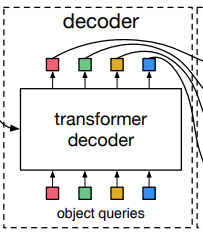 decoder
transformer
decoder
object queries